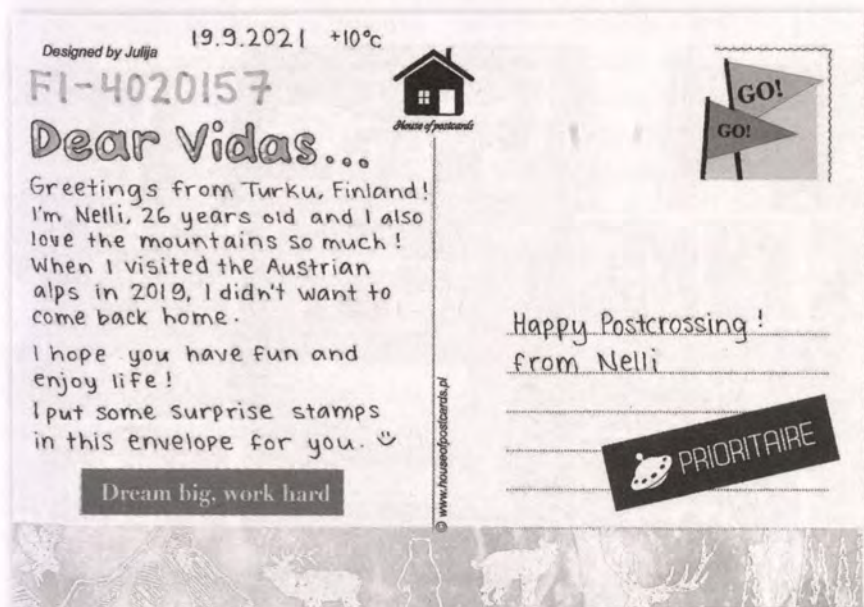 19.9.2021 +10°c
Designed by Julija
FI-4020157
House of postcards
Dear Vidas...
Greetings from Turku, Finland!
I'm Nelli, 26 years old and I also
love the mountains so much!
When I visited the Austrian
alps in 2019, I didn't want to
come back home.
I hope you have fun and
enjoy life!
I put some surprise stamps
in this envelope for you.
Dream big, work hard
© www.houseofpostcards.pl
GO!
GO!
Happy Postcrossing!
from Nelli
PRIORITAIRE